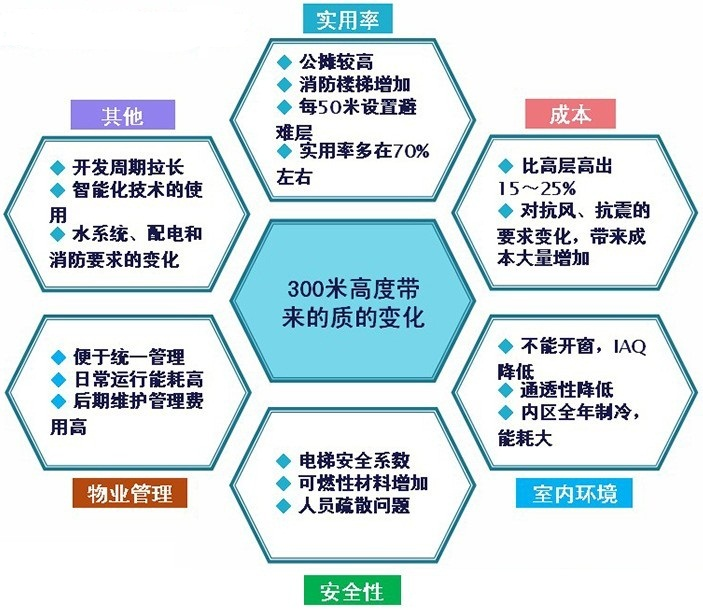 实用率
◆ 公摊较高
◆ 消防楼梯增加
◆ 每50米设置避
难层
◆ 实用率多在70%
左右
其他
◆ 开发周期拉长
◆ 智能化技术的使
用
◆ 水系统、配电和
消防要求的变化
成本
◆ 比高层高出
15～25%
◆ 对抗风、抗震的
要求变化，带来成
本大量增加
300米高度带
来的质的变化
◆ 便于统一管理
◆ 日常运行能耗高
◆ 后期维护管理费
用高
物业管理
◆ 不能开窗，IAQ
降低
◆ 通透性降低
◆ 内区全年制冷，
能耗大
室内环境
◆ 电梯安全系数
◆ 可燃性材料增加
◆ 人员疏散问题
安全性